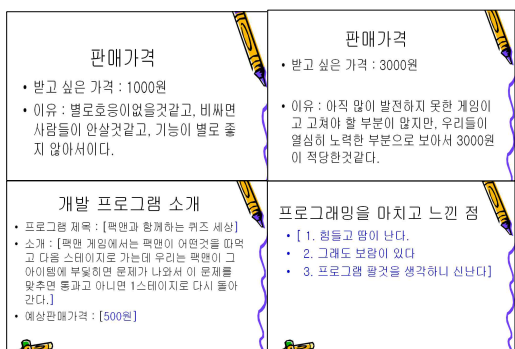 판매가격
• 받고 싶은 가격 : 1000원
• 이유 : 별로호응이없을것같고, 비싸면
사람들이 안살것같고, 기능이 별로 좋
지 않아서이다.
판매가격
• 받고 싶은 가격 : 3000원
• 이유 : 아직 많이 발전하지 못한 게임이
고 고쳐야 할 부분이 많지만, 우리들이
열심히 노력한 부분으로 보아서 3000원
이 적당한것같다.
개발 프로그램 소개
• 프로그램 제목 : [팩맨과 함께하는 퀴즈 세상]
• 소개 : [팩맨 게임에서는 팩맨이 어떤것을 따먹
고 다음 스테이지로 가는데 우리는 팩맨이 그
아이템에 부딪히면 문제가 나와서 이 문제를
맞추면 통과고 아니면 1스테이지로 다시 돌아
간다.]
• 예상판매가격 : [500원]
프로그래밍을 마치고 느낀 점
• [ 1. 힘들고 땀이 난다.
• 2. 그래도 보람이 있다
• 3. 프로그램 팔것을 생각하니 신난다]